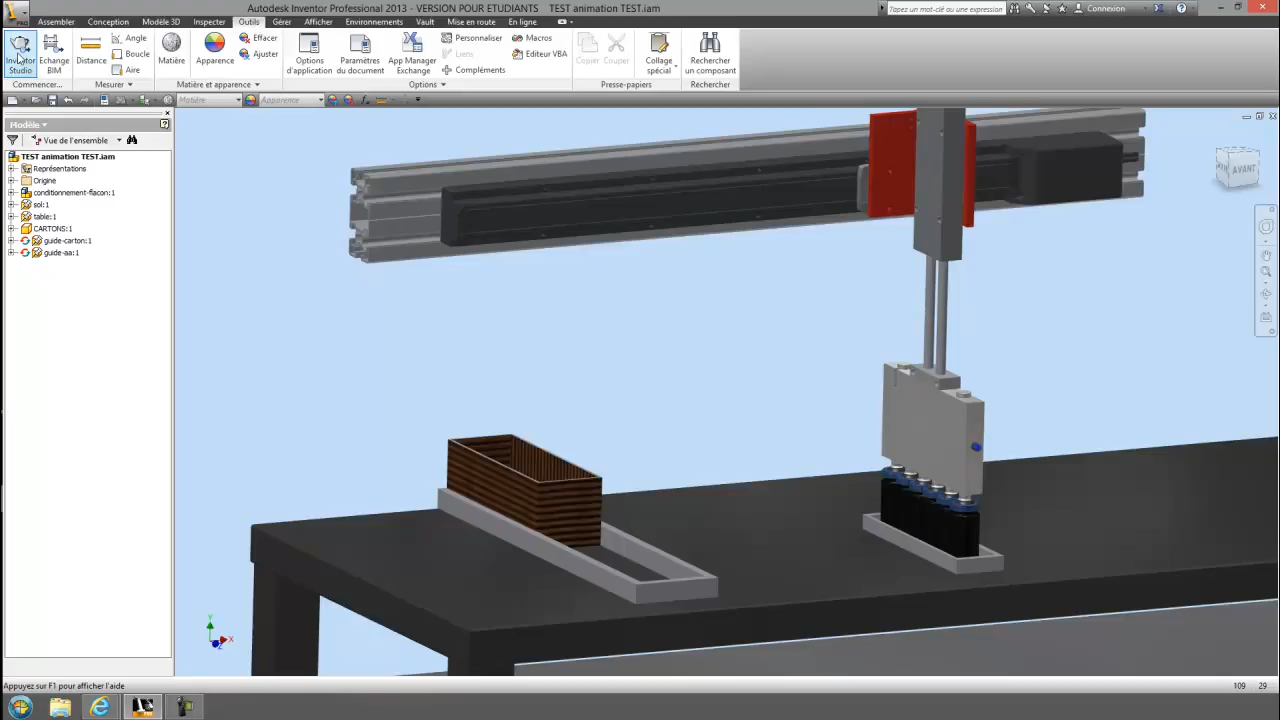 Autodesk Inventor Professional 2013 - VERSION POUR ETUDIANTS TEST animation TEST.iam
Tapez un mot-clé ou une expression
Connexion
PRO
Assembler Conception Modèle 3D Inspecter Outils Gérer Afficher Environnements Vault Mise en route En ligne
Inventor Studio
Echange BIM
Commencer...
Distance
Angle
Boucle
Aire
Mesurer
Matière
Apparence
Effacer
Ajuster
Matière et apparence
Options d'application
Paramètres du document
App Manager Exchange
Personnaliser
Liens
Compléments
Macros
Editeur VBA
Options
Copier
Couper
Collage spécial
Presse-papiers
Rechercher un composant
Rechercher
Matière
Apparence
Modèle
Vue de l'ensemble
TEST animation TEST.iam
Représentations
Origine
conditionnement-flacon:1
sol:1
table:1
CARTONS:1
guide-carton:1
guide-aa:1
AVANT
Y
X
Z
Appuyez sur F1 pour afficher l'aide
109 29